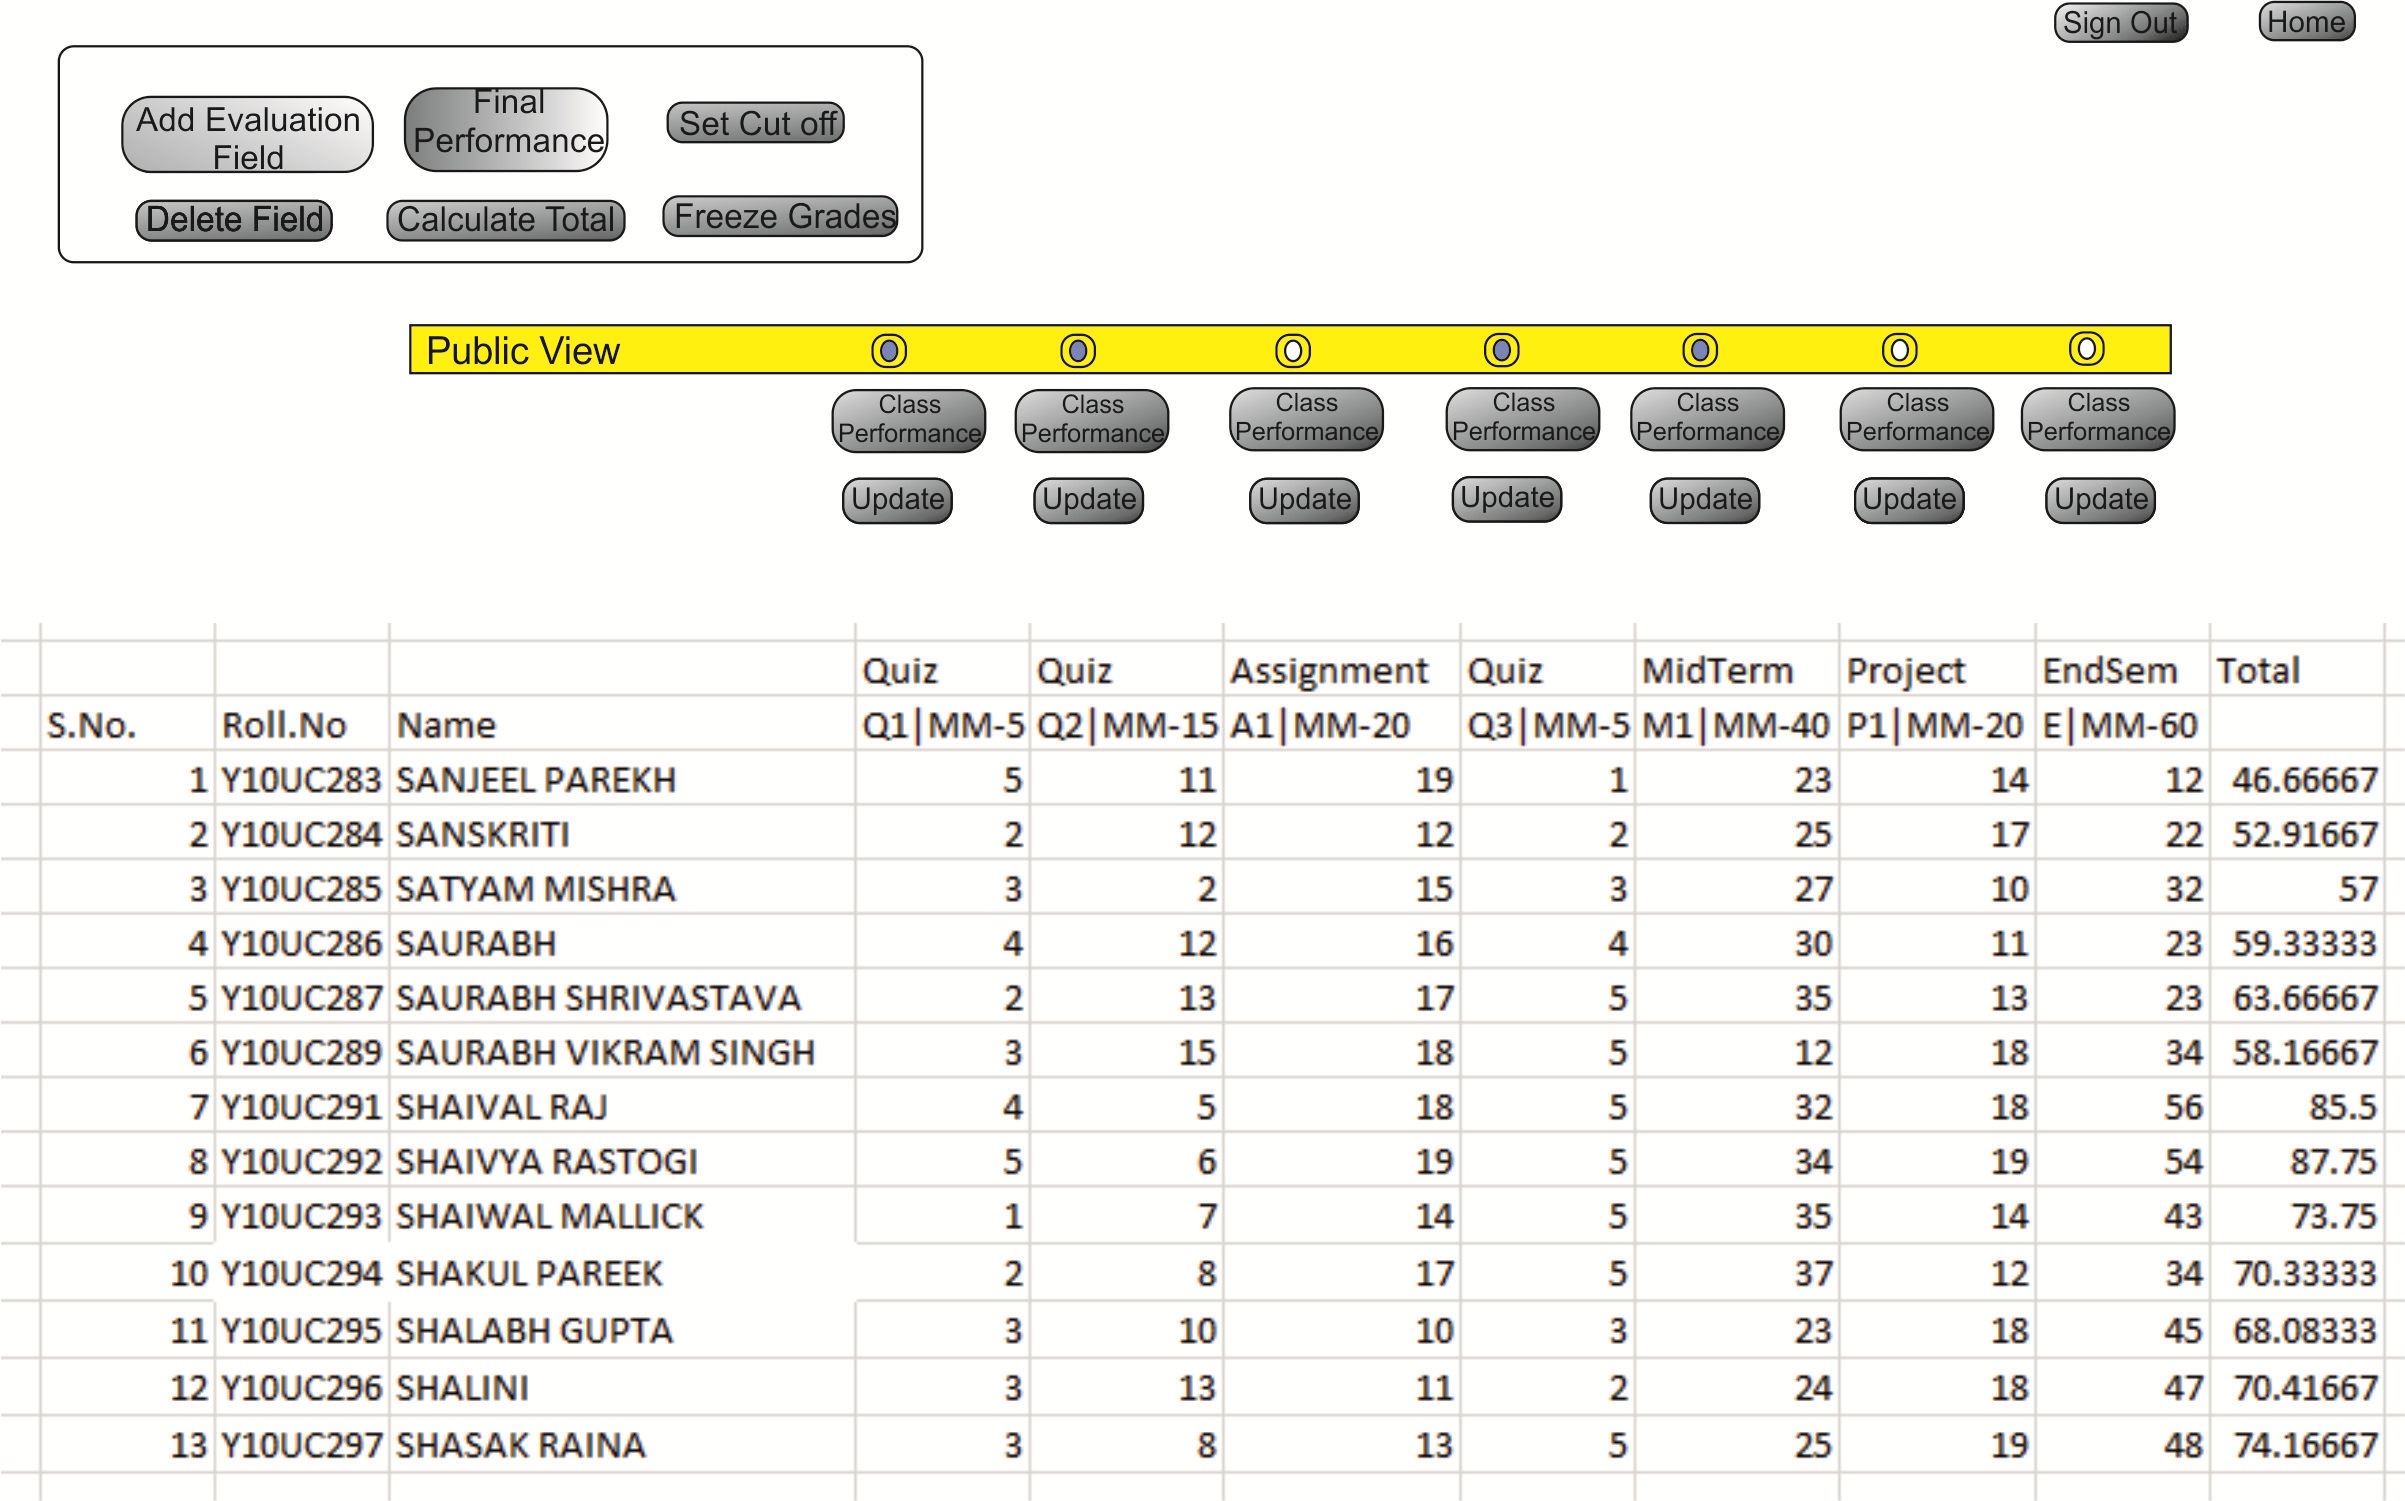 Sign Out Home
Add Evaluation Field
Final Performance
Set Cut off
Delete Field
Calculate Total
Freeze Grades
Public View
Class Performance Class Performance Class Performance Class Performance Class Performance Class Performance Class Performance
Update Update Update Update Update Update Update
Quiz Quiz Assignment Quiz MidTerm Project EndSem Total
S.No. Roll.No Name Q1|MM-5 Q2|MM-15 A1|MM-20 Q3|MM-5 M1|MM-40 P1|MM-20 E|MM-60
1 Y10UC283 SANJEEL PAREKH 5 11 19 1 23 14 12 46.66667
2 Y10UC284 SANSKRITI 2 12 12 2 25 17 22 52.91667
3 Y10UC285 SATYAM MISHRA 3 2 15 3 27 10 32 57
4 Y10UC286 SAURABH 4 12 16 4 30 11 23 59.33333
5 Y10UC287 SAURABH SHRIVASTAVA 2 13 17 5 35 13 23 63.66667
6 Y10UC289 SAURABH VIKRAM SINGH 3 15 18 5 12 18 34 58.16667
7 Y10UC291 SHAIVAL RAJ 4 5 18 5 32 18 56 85.5
8 Y10UC292 SHAIVYA RASTOGI 5 6 19 5 34 19 54 87.75
9 Y10UC293 SHAIWAL MALLICK 1 7 14 5 35 14 43 73.75
10 Y10UC294 SHAKUL PAREEK 2 8 17 5 37 12 34 70.33333
11 Y10UC295 SHALABH GUPTA 3 10 10 3 23 18 45 68.08333
12 Y10UC296 SHALINI 3 13 11 2 24 18 47 70.41667
13 Y10UC297 SHASAK RAINA 3 8 13 5 25 19 48 74.16667